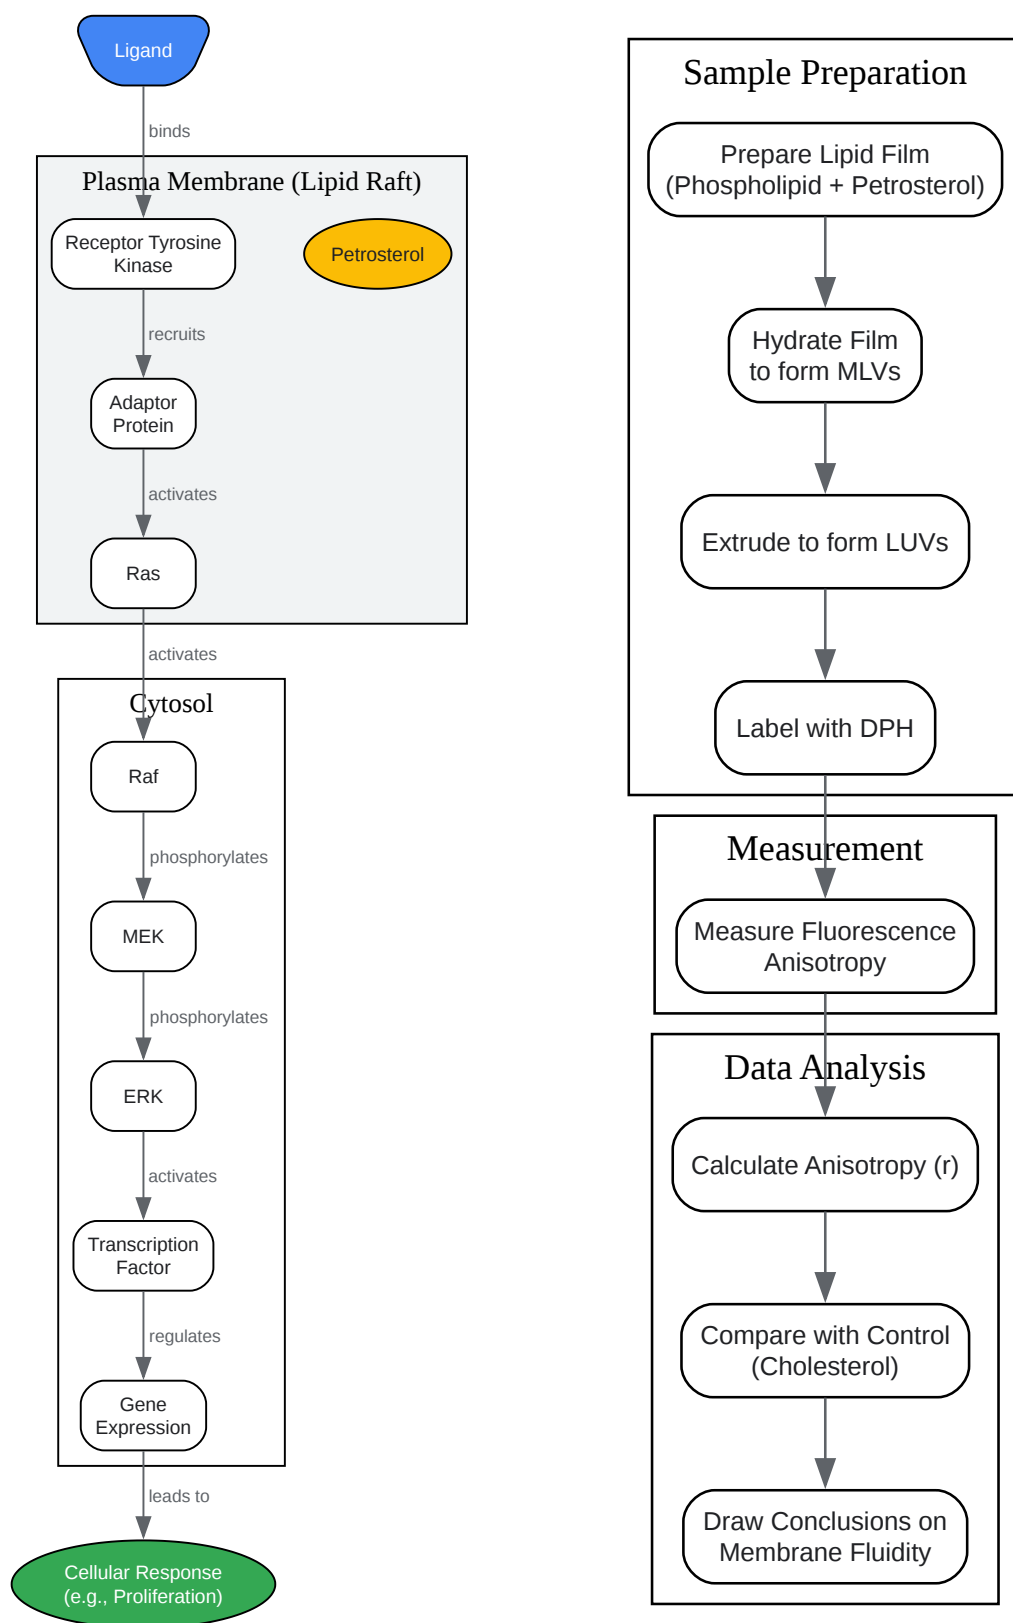 Ligand
binds
Plasma Membrane (Lipid Raft)
Receptor Tyrosine
Kinase
Petrosterol
recruits
Adaptor
Protein
activates
Ras
activates
Cytosol
Raf
phosphorylates
MEK
phosphorylates
ERK
activates
Transcription
Factor
regulates
Gene
Expression
leads to
Cellular Response
(e.g., Proliferation)
Sample Preparation
Prepare Lipid Film
(Phospholipid + Petrosterol)
Hydrate Film
to form MLVs
Extrude to form LUVs
Label with DPH
Measurement
Measure Fluorescence
Anisotropy
Data Analysis
Calculate Anisotropy (r)
Compare with Control
(Cholesterol)
Draw Conclusions on
Membrane Fluidity